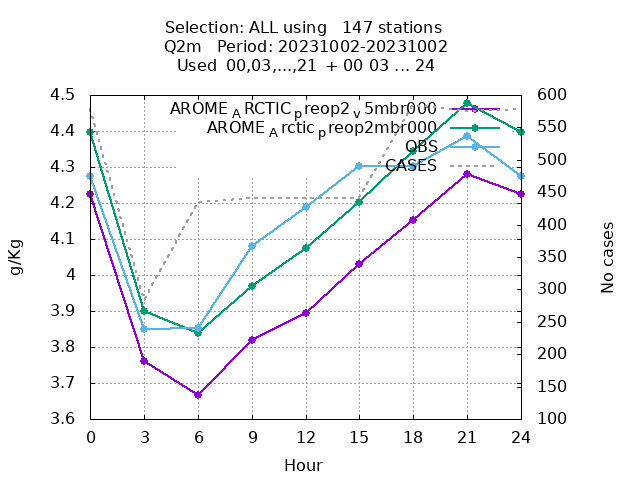 Selection: ALL using   147 stations
Q2m   Period: 20231002-20231002
Used  00,03,...,21  + 00 03 ... 24
AROME_ARCTIC_preop2_v5mbr000
AROME_Arctic_preop2mbr000
OBS
CASES
4.5
4.4
4.3
4.2
4.1
4
3.9
3.8
3.7
3.6
600
550
500
450
400
350
300
250
200
150
100
g/Kg
No cases
0 3 6 9 12 15 18 21 24
Hour